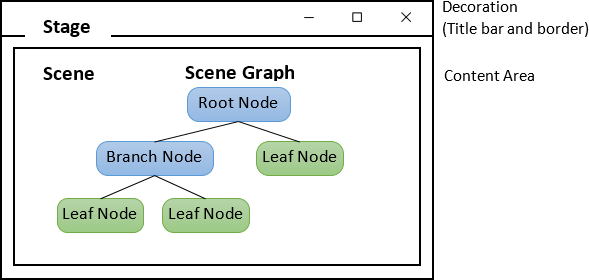 Decoration
(Title bar and border)
Stage
Content Area
Scene
Scene Graph
Root Node
Branch Node
Leaf Node
Leaf Node
Leaf Node